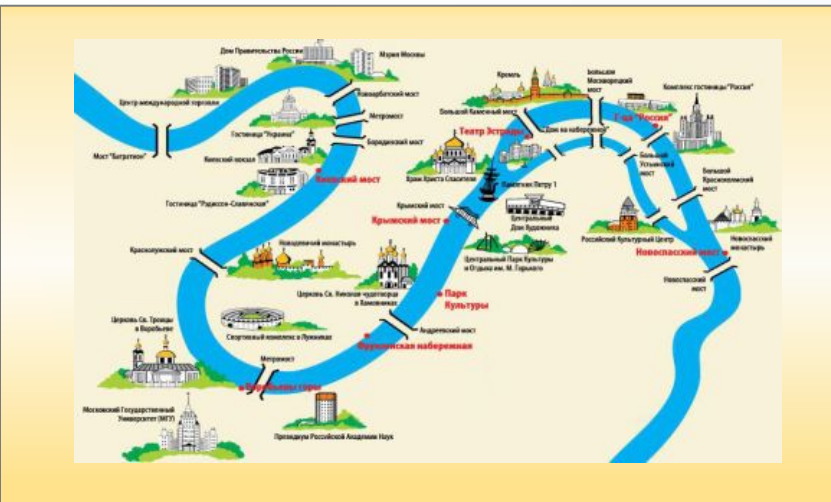 Дом Правительства России
Мэрия Москвы
Центр международной торговли
Новоарбатский мост
Мост "Багратион"
Гостиница "Украина"
Метромост
Бородинский мост
Киевский вокзал
Киевский мост
Гостиница "Рэдиссон-Славянская"
Кремль
Большой Москворецкий мост
Комплекс гостиницы "Россия"
Большой Каменный мост
Г-ца "Россия"
Театр Эстрады
Дом на набережной
Храм Христа Спасителя
Большой Устьинский мост
Памятник Петру 1
Большой
Краснохолмский
мост
Крымский мост
Крымский мост
Центральный
Дом Художника
Российский Культурный Центр
Новоспасский
монастырь
Новоспасский мост
Новоспасский
мост
Центральный Парк Культуры
и Отдыха им. М. Горького
Краснолужский мост
Новодевичий монастырь
Церковь Св. Николая-чудотворца
в Хамовниках
Парк
Культуры
Андреевский мост
Фрунзенская набережная
Церковь Св. Троицы
в Воробьеве
Спортивный комплекс в Лужниках
Метромост
Воробьевы горы
Московский Государственный
Университет (МГУ)
Президиум Российской Академии Наук